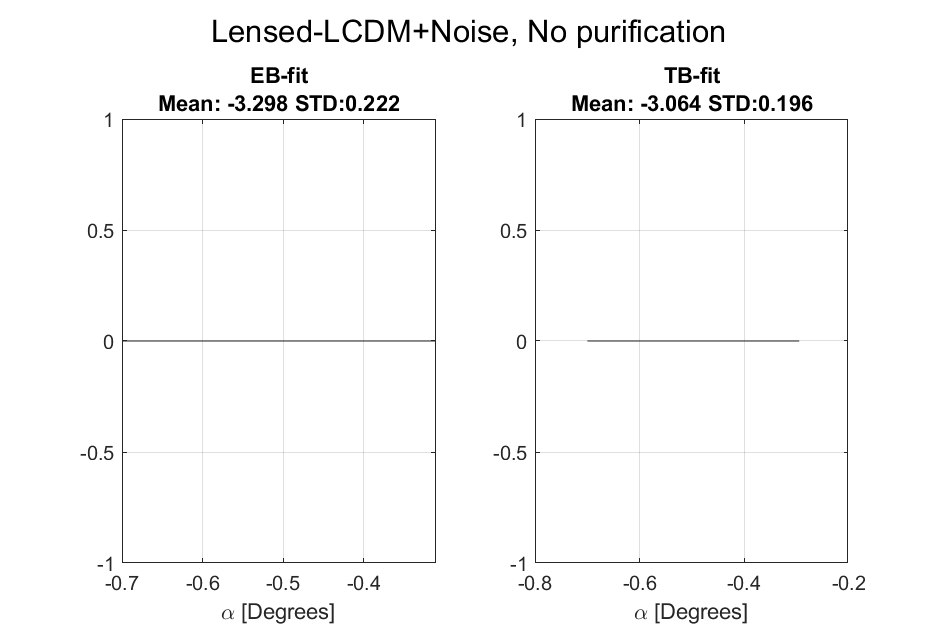 Lensed-LCDM+Noise, No purification
EB-fit
Mean: -3.298 STD:0.222
1
0.5
0
-0.5
-1
-0.7 -0.6 -0.5 -0.4
α [Degrees]
TB-fit
Mean: -3.064 STD:0.196
1
0.5
0
-0.5
-1
-0.8 -0.6 -0.4 -0.2
α [Degrees]